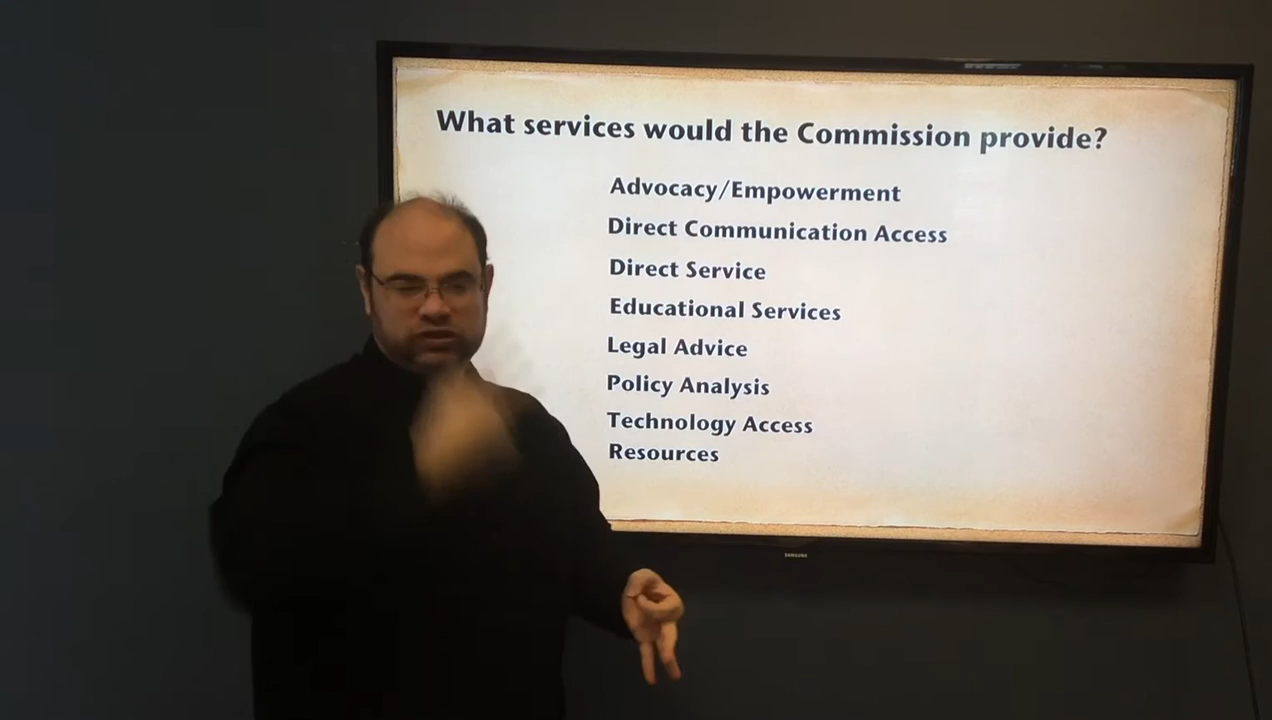 What services would the Commission provide?
Advocacy/Empowerment
Direct Communication Access
Direct Service
Educational Services
Legal Advice
Policy Analysis
Technology Access
Resources
SAMSUNG